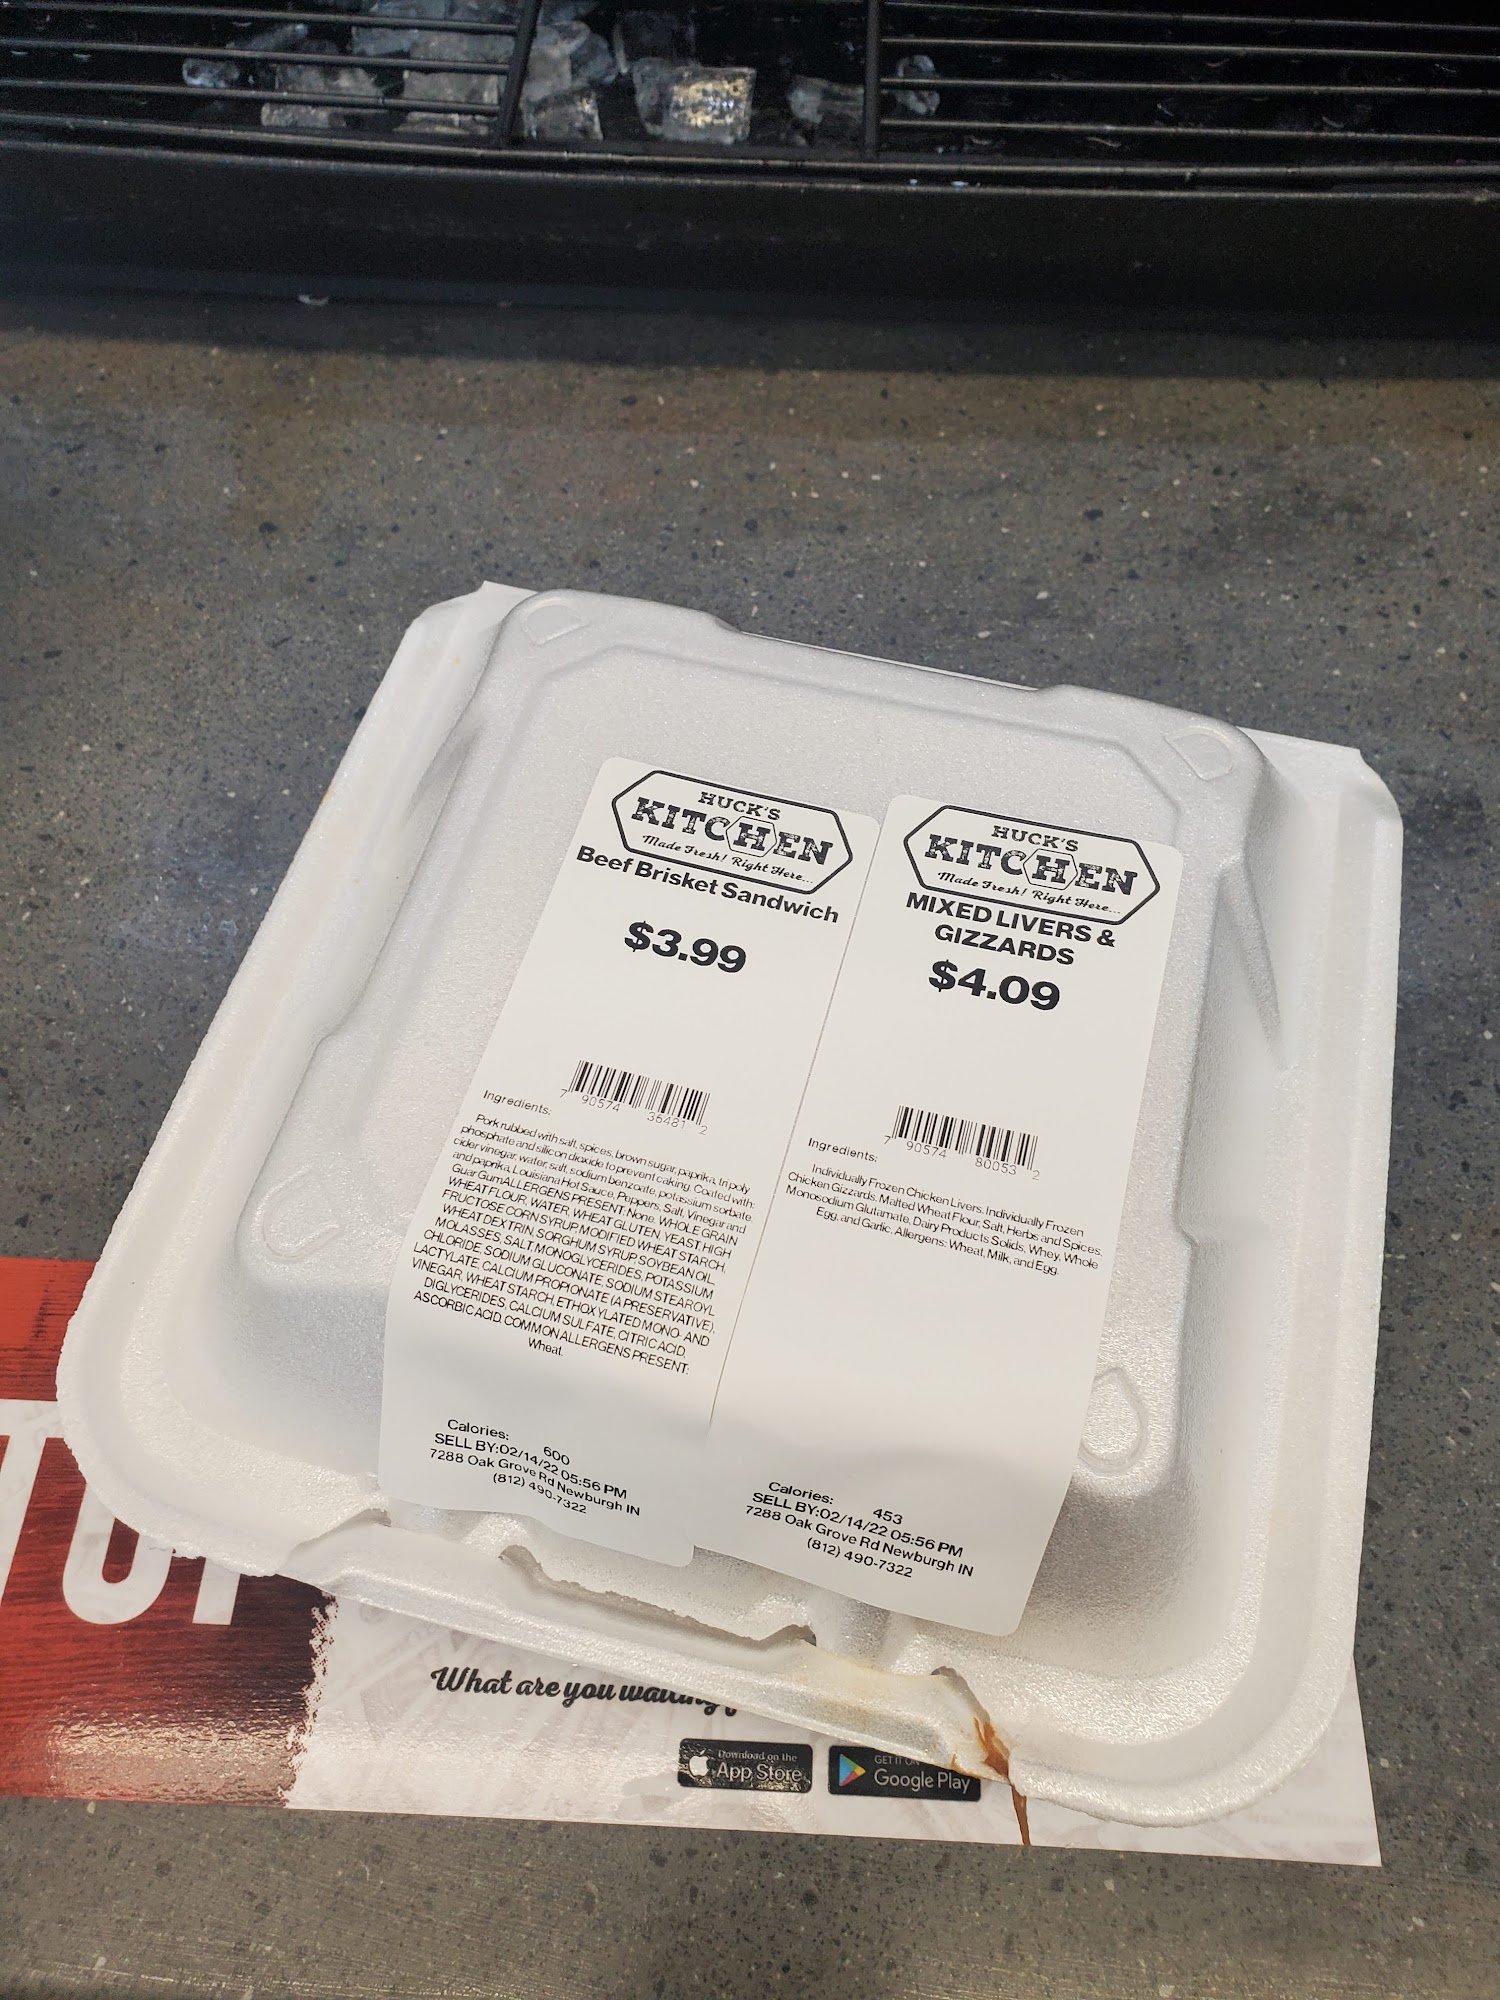 HUCK'S
KITCHEN
Made Fresh! Right Here...
Beef Brisket Sandwich
$3.99
7 90574 36481 2
Ingredients:
Pork rubbed with salt, spices, brown sugar, paprika, tri poly
phosphate and silicon dioxide to prevent caking. Coated with:
cider vinegar, water, salt, sodium benzoate, potassium sorbate.
and paprika, Louisiana Hot Sauce, Peppers, Salt, Vinegar and
Guar Gum ALLERGENS PRESENT: None. WHOLE GRAIN
WHEAT FLOUR, WATER, WHEAT GLUTEN, YEAST, HIGH
FRUCTOSE CORN SYRUP, MODIFIED WHEAT STARCH,
WHEAT DEXTRIN, SORGHUM SYRUP, SOYBEAN OIL,
MOLASSES, SALT, MONOGLYCERIDES, POTASSIUM
CHLORIDE, SODIUM GLUCONATE, SODIUM STEAROYL
LACTYLATE, CALCIUM PROPIONATE (A PRESERVATIVE),
VINEGAR, WHEAT STARCH, ETHOXYLATED MONO- AND
DIGLYCERIDES, CALCIUM SULFATE, CITRIC ACID,
ASCORBIC ACID. COMMON ALLERGENS PRESENT:
Wheat.
Calories: 600
SELL BY:02/14/22 05:56 PM
7288 Oak Grove Rd Newburgh IN
(812) 490-7322
HUCK'S
KITCHEN
Made Fresh! Right Here...
MIXED LIVERS &
GIZZARDS
$4.09
7 90574 80053 2
Ingredients:
Individually Frozen Chicken Livers. Individually Frozen
Chicken Gizzards. Malted Wheat Flour, Salt, Herbs and Spices,
Monosodium Glutamate, Dairy Products Solids, Whey, Whole
Egg, and Garlic. Allergens: Wheat, Milk, and Egg.
Calories: 453
SELL BY:02/14/22 05:56 PM
7288 Oak Grove Rd Newburgh IN
(812) 490-7322
What are you waiting
Download on the
App Store
GET IT ON
Google Play